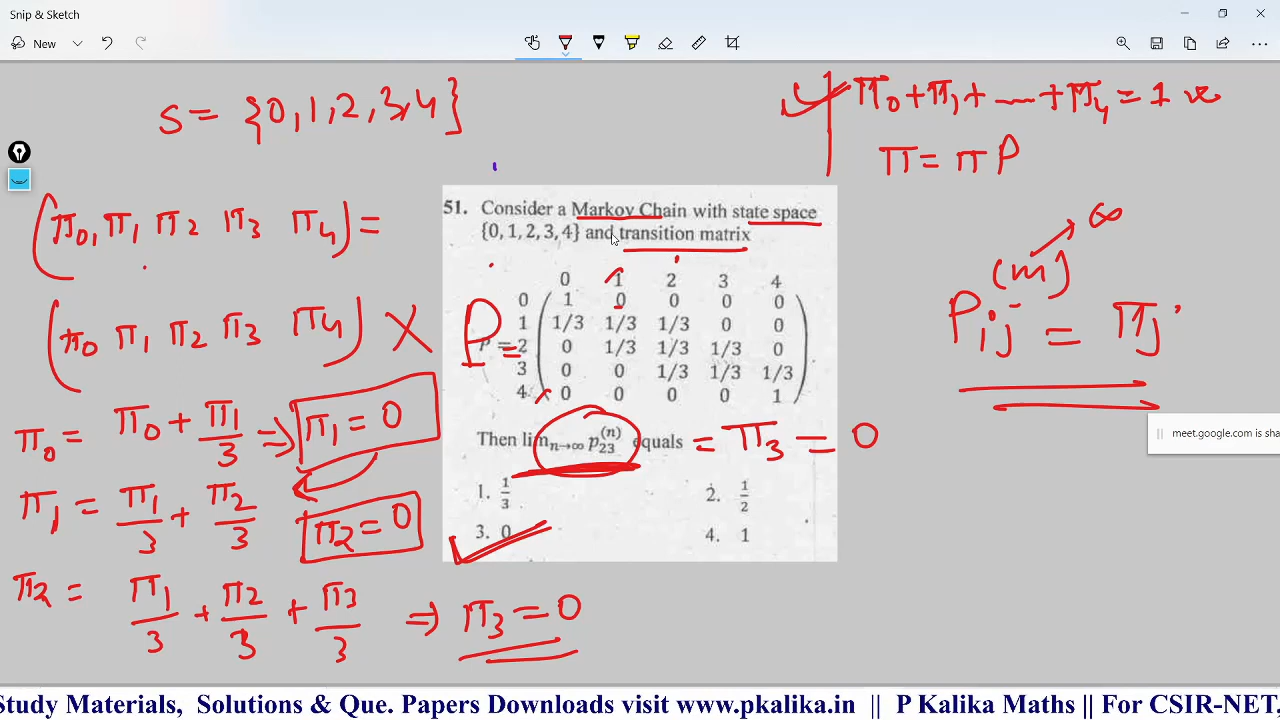 Snip & Sketch
New
S = {0, 1, 2, 3, 4}
π0 + π1 + .... + π4 = 1
π = π P
(π0, π1 π2 π3 π4) =
(π0 π1 π2 π3 π4) X
π0 = π0 + π1/3 ⇒ π1 = 0
π1 = π1/3 + π2/3
π2 = 0
π2 = π1/3 + π2/3 + π3/3 ⇒ π3 = 0
51. Consider a Markov Chain with state space
{0, 1, 2, 3, 4} and transition matrix
0 1 2 3 4
0 1 0 0 0 0
1 1/3 1/3 1/3 0 0
P = 2 0 1/3 1/3 1/3 0
3 0 0 1/3 1/3 1/3
4 0 0 0 0 1
P =
Then lim n→∞ p23^(n) equals = π3 = 0
1. 1/3 2. 1/2
3. 0 4. 1
∞
(m)
Pij = πj
meet.google.com is sha
Study Materials, Solutions & Que. Papers Downloads visit www.pkalika.in || P Kalika Maths || For CSIR-NET,